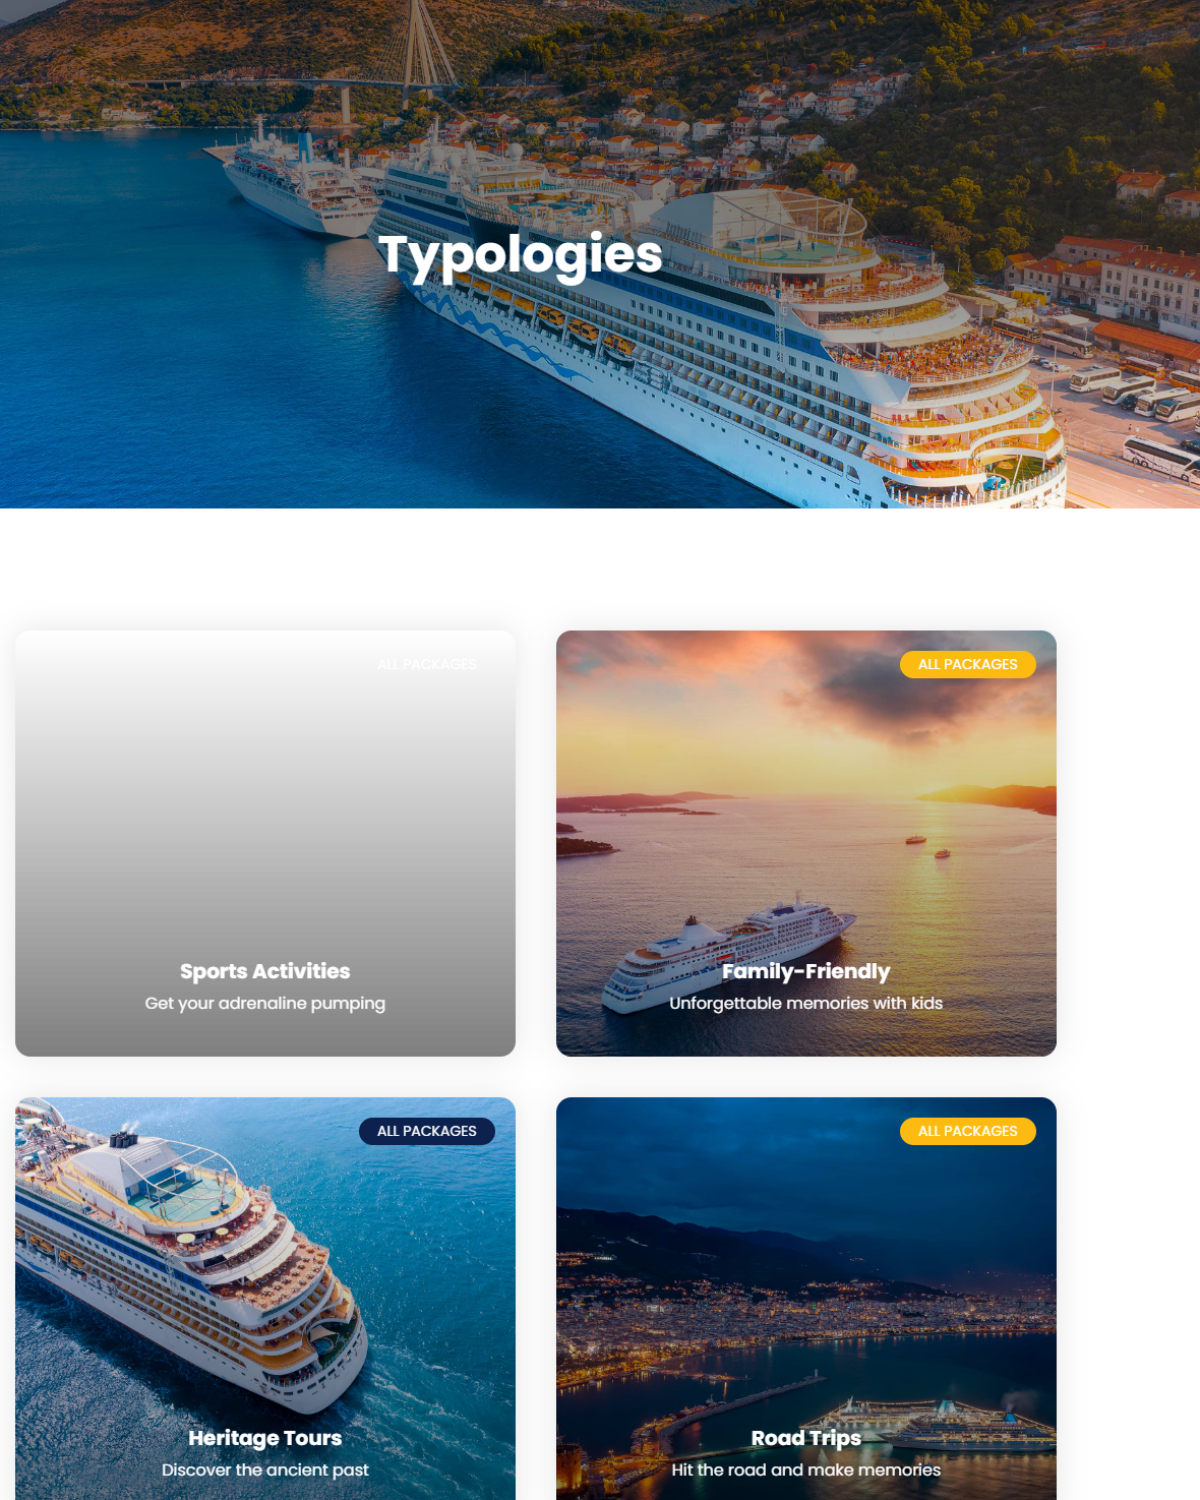 Typologies
ALL PACKAGES
ALL PACKAGES
Sports Activities
Get your adrenaline pumping
Family-Friendly
Unforgettable memories with kids
ALL PACKAGES
ALL PACKAGES
Heritage Tours
Discover the ancient past
Road Trips
Hit the road and make memories